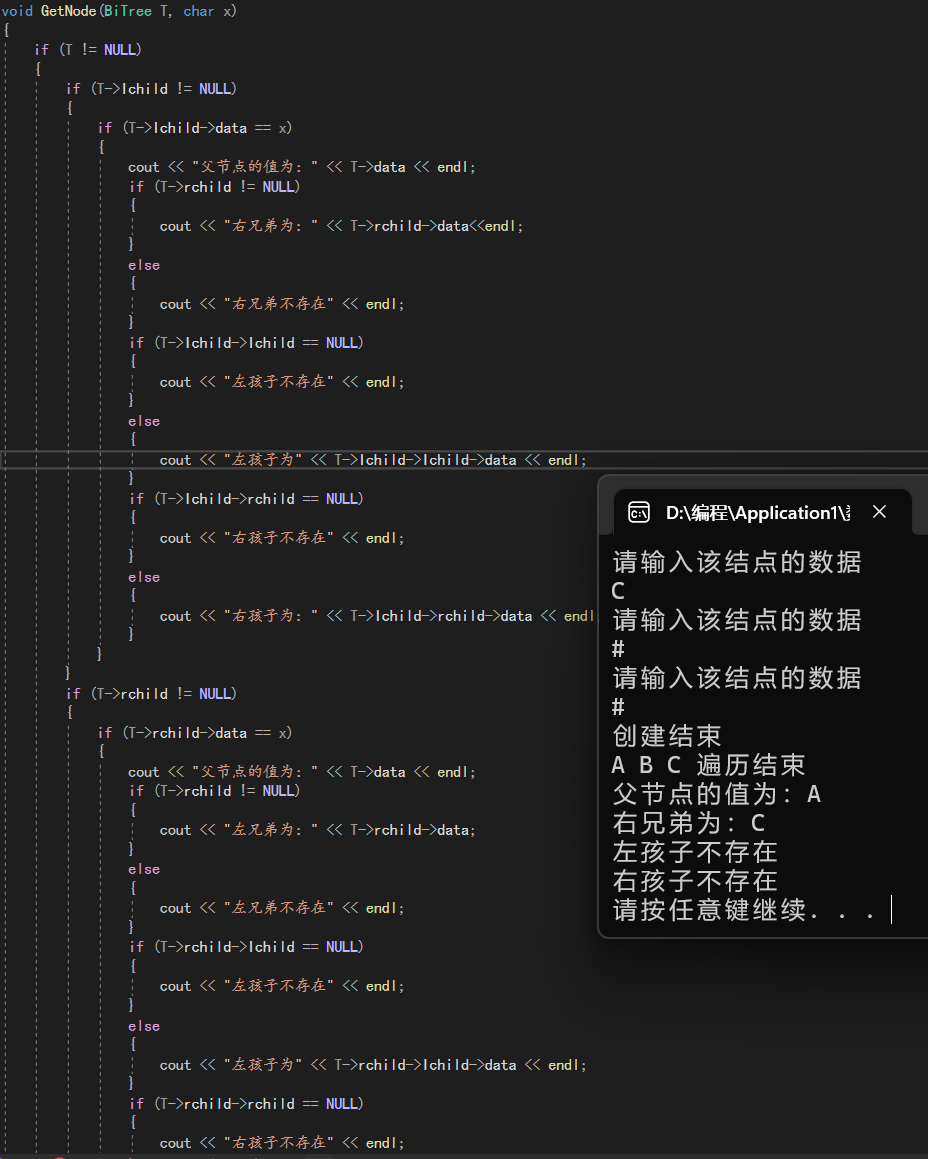 void GetNode(BiTree T, char x)
{
if (T != NULL)
{
if (T->lchild != NULL)
{
if (T->lchild->data == x)
{
cout << "父节点的值为：" << T->data << endl;
if (T->rchild != NULL)
{
cout << "右兄弟为：" << T->rchild->data<<endl;
}
else
{
cout << "右兄弟不存在" << endl;
}
if (T->lchild->lchild == NULL)
{
cout << "左孩子不存在" << endl;
}
else
{
cout << "左孩子为" << T->lchild->lchild->data << endl;
}
if (T->lchild->rchild == NULL)
{
cout << "右孩子不存在" << endl;
}
else
{
cout << "右孩子为：" << T->lchild->rchild->data << endl
}
}
}
if (T->rchild != NULL)
{
if (T->rchild->data == x)
{
cout << "父节点的值为：" << T->data << endl;
if (T->rchild != NULL)
{
cout << "左兄弟为：" << T->rchild->data;
}
else
{
cout << "左兄弟不存在" << endl;
}
if (T->rchild->lchild == NULL)
{
cout << "左孩子不存在" << endl;
}
else
{
cout << "左孩子为" << T->rchild->lchild->data << endl;
}
if (T->rchild->rchild == NULL)
{
cout << "右孩子不存在" << endl;
D:\编程\Application1\
请输入该结点的数据
C
请输入该结点的数据
#
请输入该结点的数据
#
创建结束
A B C 遍历结束
父节点的值为：A
右兄弟为：C
左孩子不存在
右孩子不存在
请按任意键继续. . .